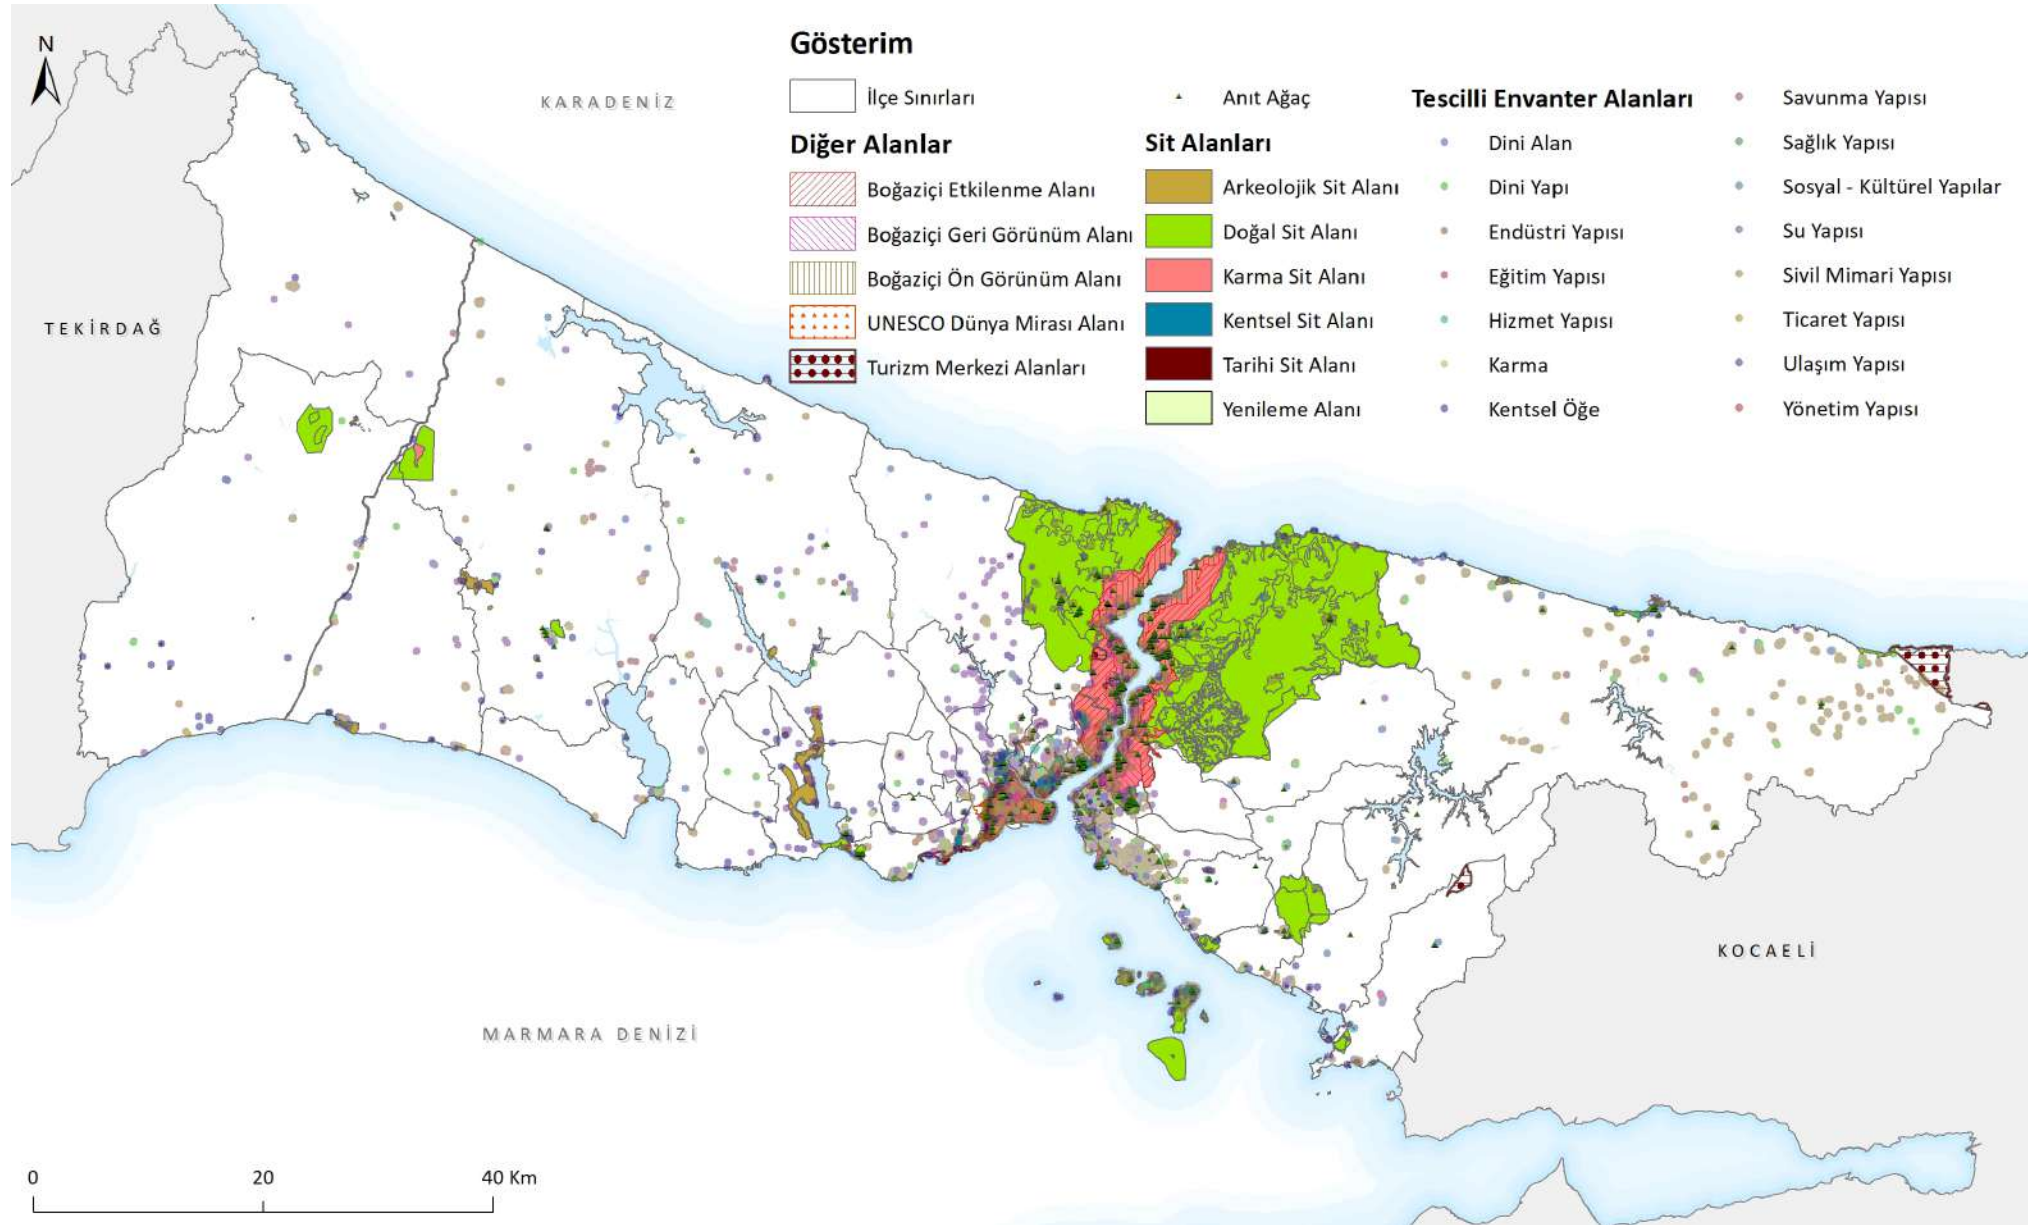 N
KARADENİZ
TEKİRDAĞ
MARMARA DENİZİ
KOCAELİ
0 20 40 Km
Gösterim
İlçe Sınırları
Diğer Alanlar
Boğaziçi Etkilenme Alanı
Boğaziçi Geri Görünüm Alanı
Boğaziçi Ön Görünüm Alanı
UNESCO Dünya Mirası Alanı
Turizm Merkezi Alanları
Anıt Ağaç
Sit Alanları
Arkeolojik Sit Alanı
Doğal Sit Alanı
Karma Sit Alanı
Kentsel Sit Alanı
Tarihi Sit Alanı
Yenileme Alanı
Tescilli Envanter Alanları
Dini Alan
Dini Yapı
Endüstri Yapısı
Eğitim Yapısı
Hizmet Yapısı
Karma
Kentsel Öğe
Savunma Yapısı
Sağlık Yapısı
Sosyal - Kültürel Yapılar
Su Yapısı
Sivil Mimari Yapısı
Ticaret Yapısı
Ulaşım Yapısı
Yönetim Yapısı